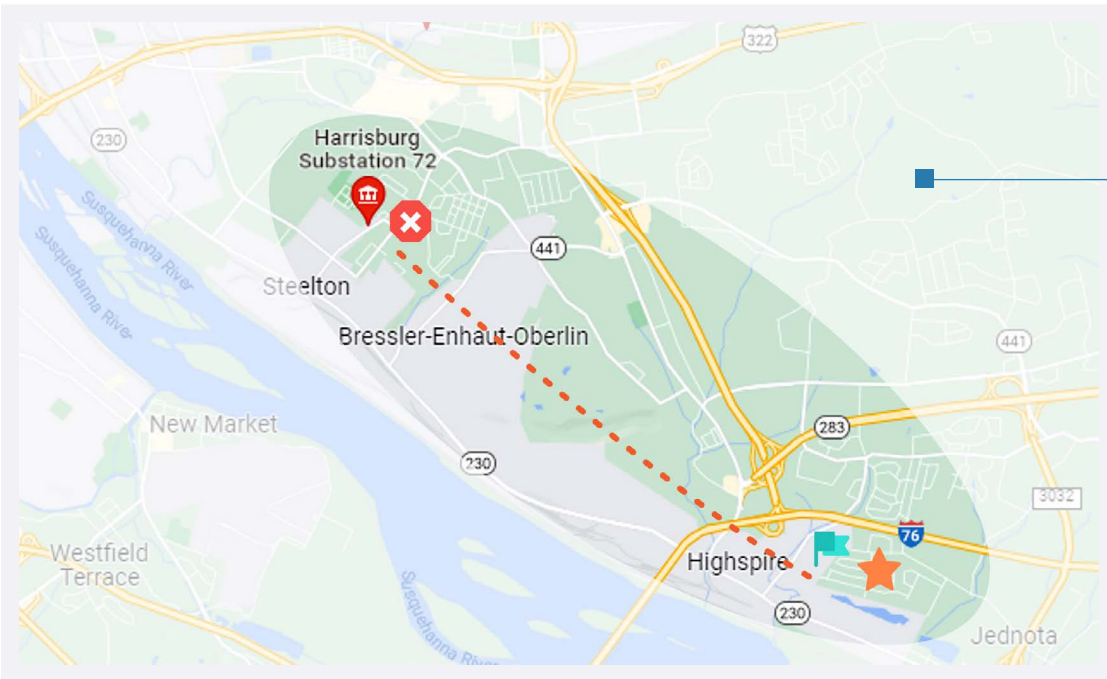 322
230
Harrisburg
Substation 72
Susquehanna River
Susquehanna River
441
Steelton
Bressler-Enhaut-Oberlin
441
New Market
283
230
3032
76
Westfield
Terrace
Highspire
Susquehanna River
230
Jednota